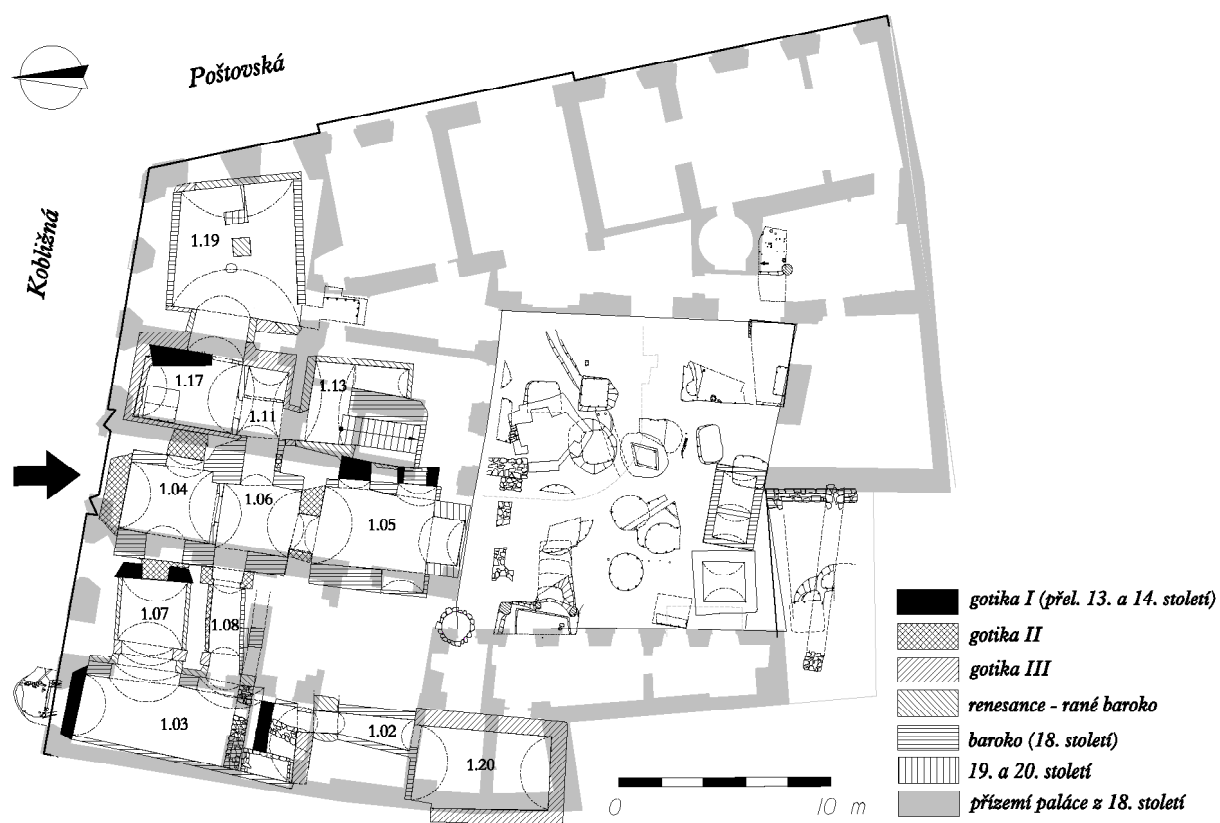 Poštovská
Kobližná
1.19
1.17
1.13
1.11
1.04
1.06
1.05
1.07
1.08
1.03
1.02
1.20
gotika I (přel. 13. a 14. století)
gotika II
gotika III
renesance - rané baroko
baroko (18. století)
19. a 20. století
přízemí paláce z 18. století
0 10 m